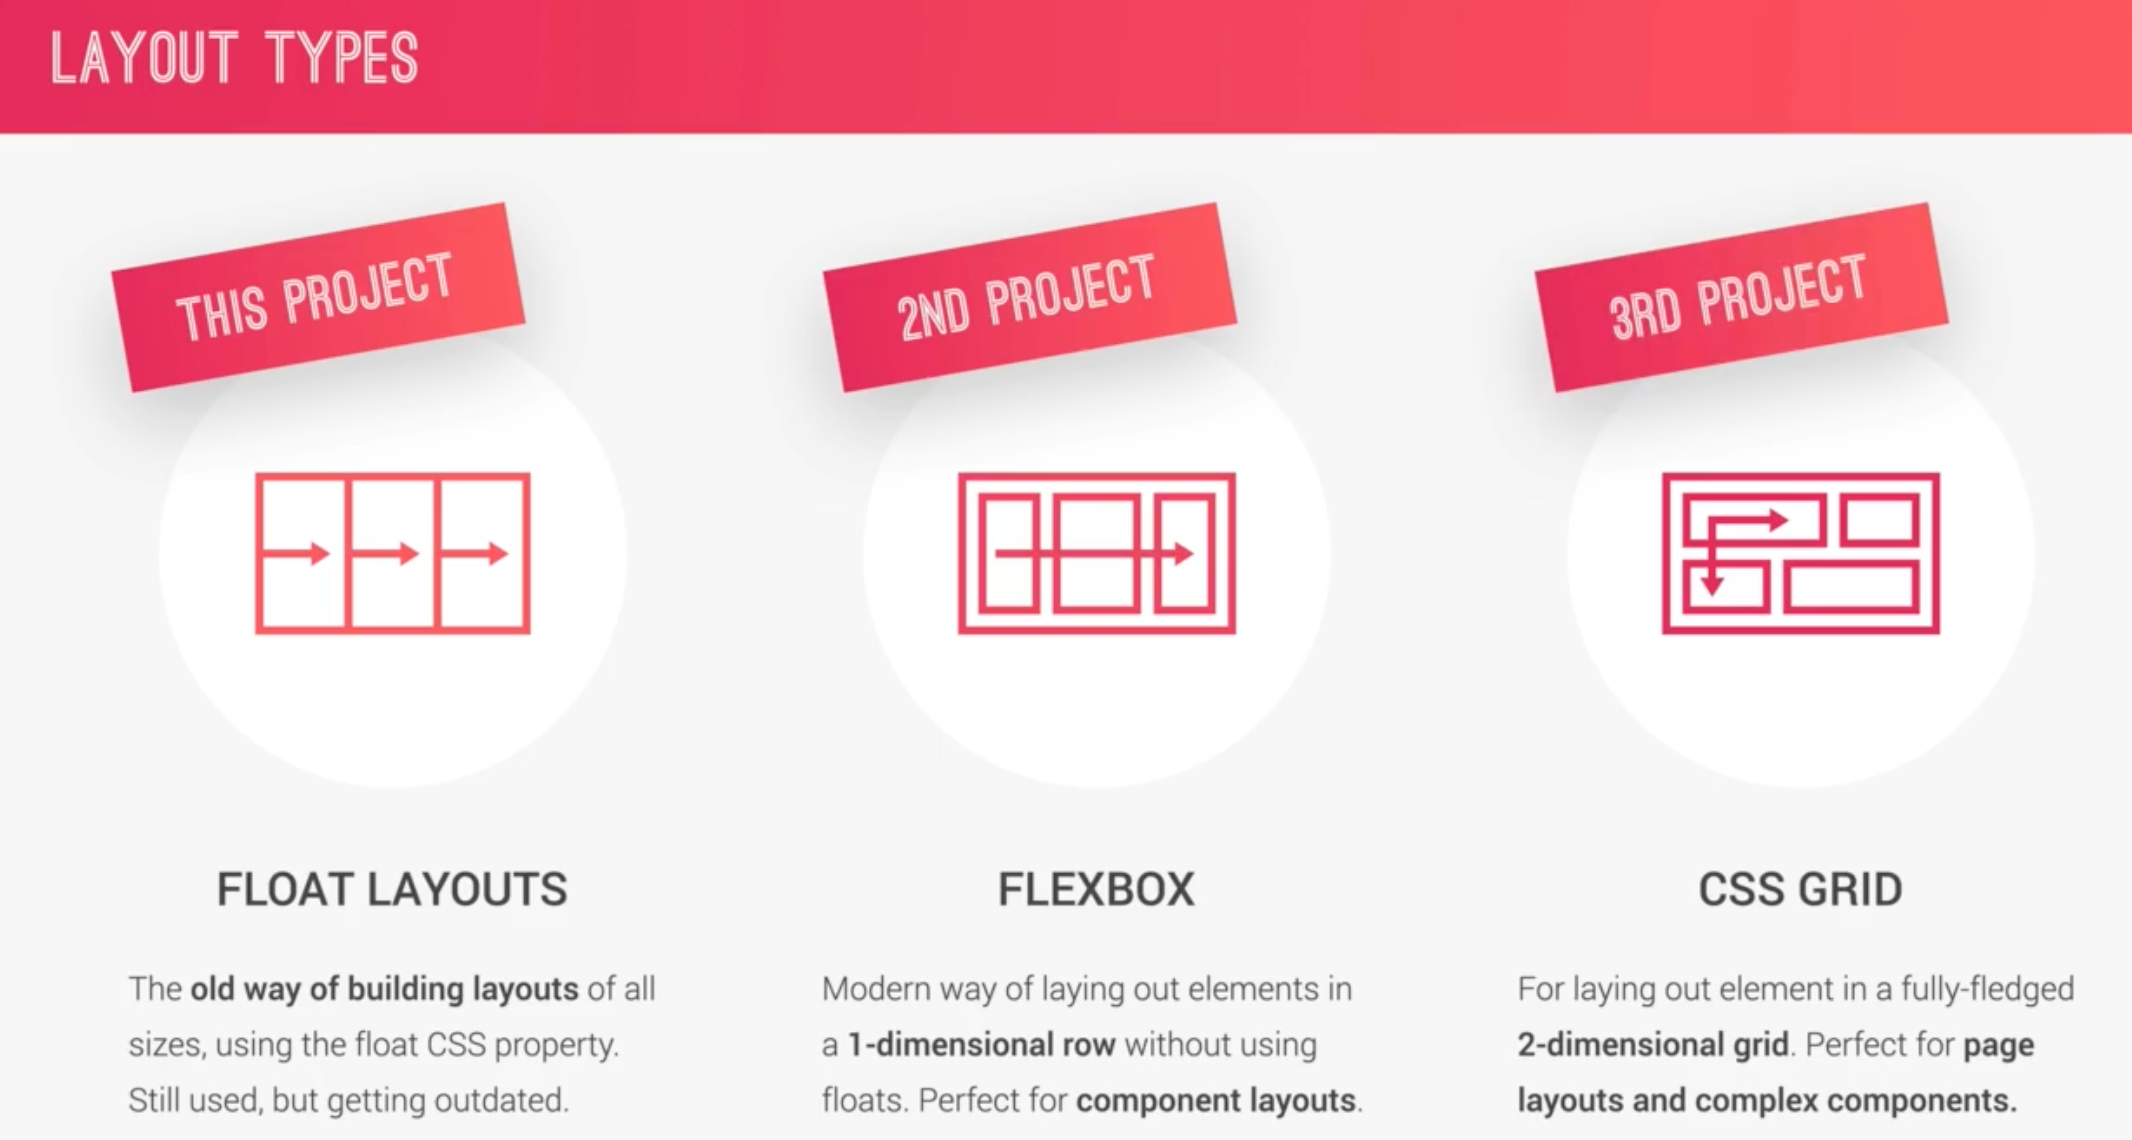 LAYOUT TYPES
THIS PROJECT
FLOAT LAYOUTS
The old way of building layouts of all
sizes, using the float CSS property.
Still used, but getting outdated.
2ND PROJECT
FLEXBOX
Modern way of laying out elements in
a 1-dimensional row without using
floats. Perfect for component layouts.
3RD PROJECT
CSS GRID
For laying out element in a fully-fledged
2-dimensional grid. Perfect for page
layouts and complex components.